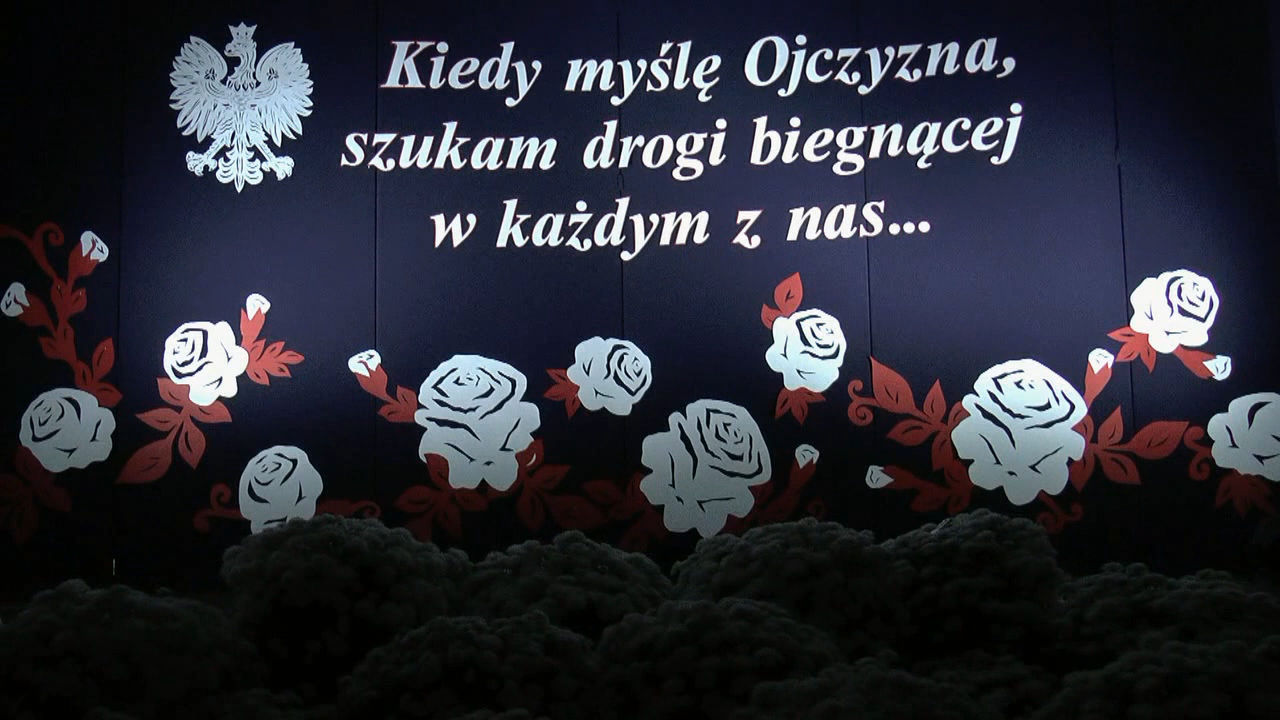 Kiedy myślę Ojczyzna,
szukam drogi biegnącej
w każdym z nas...